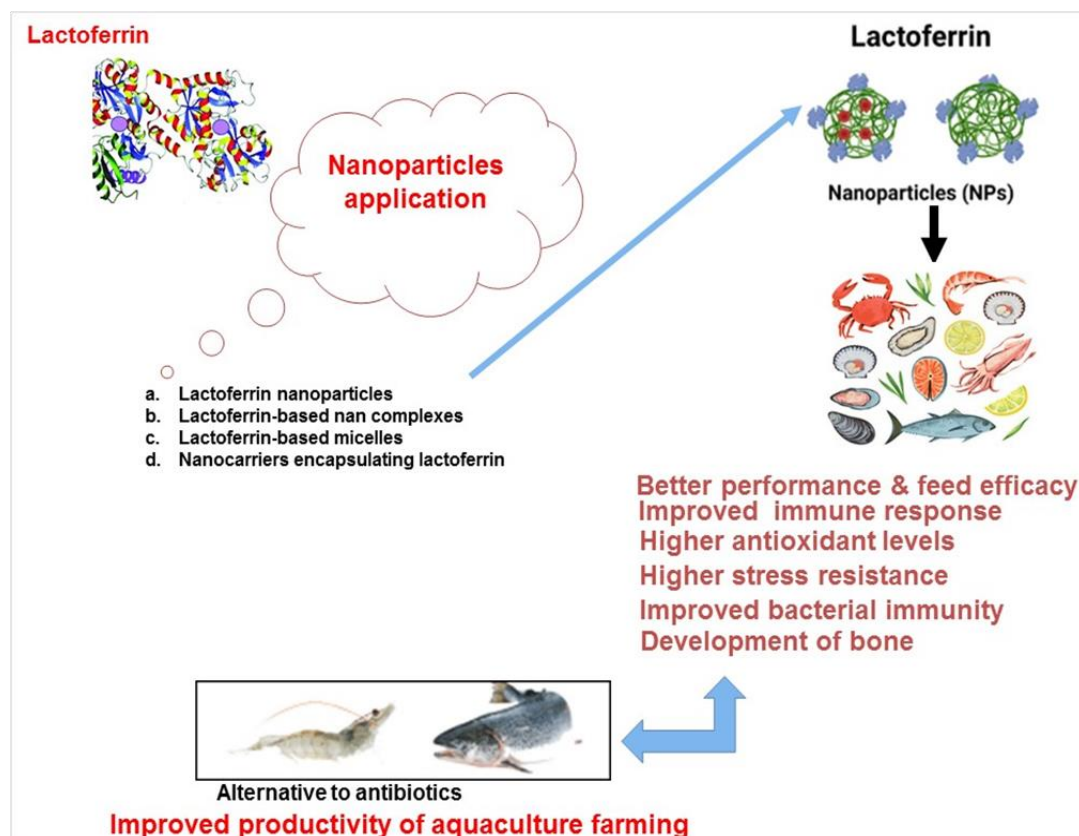 Lactoferrin
Nanoparticles
application
a. Lactoferrin nanoparticles
b. Lactoferrin-based nan complexes
c. Lactoferrin-based micelles
d. Nanocarriers encapsulating lactoferrin
Lactoferrin
Nanoparticles (NPs)
Better performance & feed efficacy
Improved immune response
Higher antioxidant levels
Higher stress resistance
Improved bacterial immunity
Development of bone
Alternative to antibiotics
Improved productivity of aquaculture farming